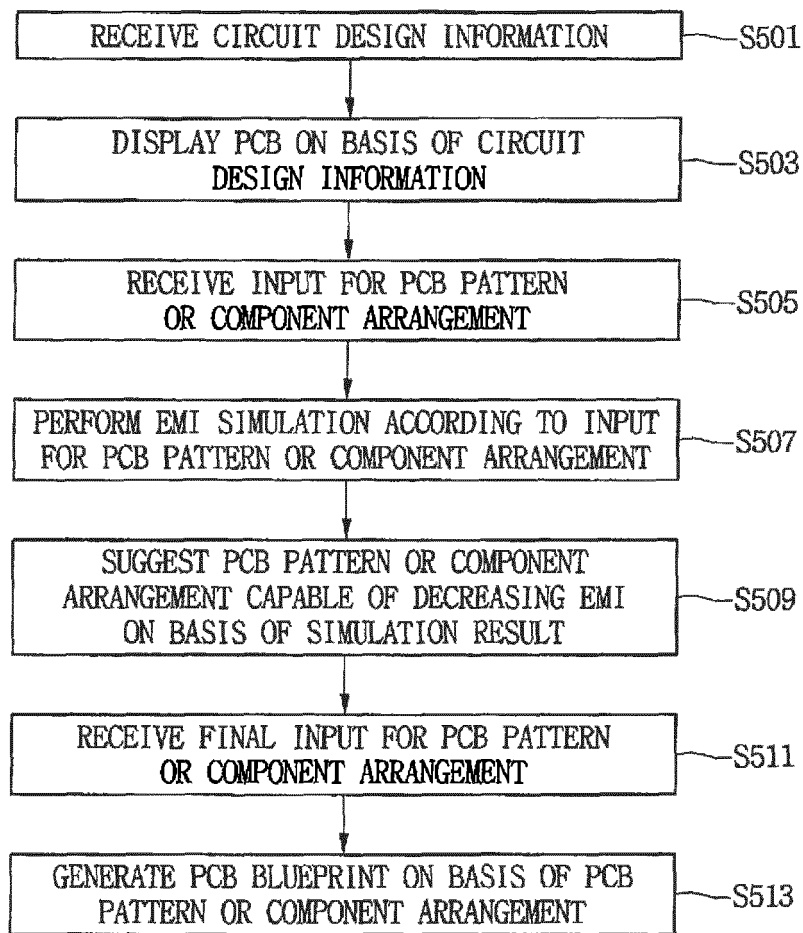 RECEIVE CIRCUIT DESIGN INFORMATION
S501
DISPLAY PCB ON BASIS OF CIRCUIT
DESIGN INFORMATION
S503
RECEIVE INPUT FOR PCB PATTERN
OR COMPONENT ARRANGEMENT
S505
PERFORM EMI SIMULATION ACCORDING TO INPUT
FOR PCB PATTERN OR COMPONENT ARRANGEMENT
S507
SUGGEST PCB PATTERN OR COMPONENT
ARRANGEMENT CAPABLE OF DECREASING EMI
ON BASIS OF SIMULATION RESULT
S509
RECEIVE FINAL INPUT FOR PCB PATTERN
OR COMPONENT ARRANGEMENT
S511
GENERATE PCB BLUEPRINT ON BASIS OF PCB
PATTERN OR COMPONENT ARRANGEMENT
S513